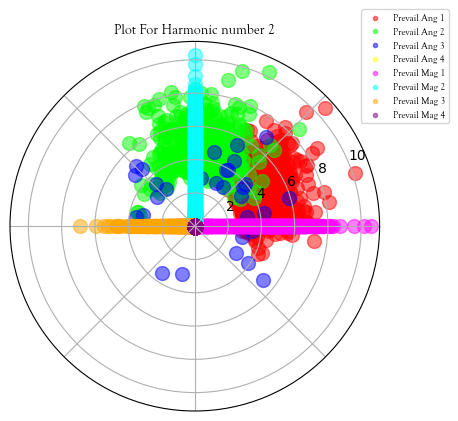 Plot For Harmonic number 2
Prevail Ang 1
Prevail Ang 2
Prevail Ang 3
Prevail Ang 4
Prevail Mag 1
Prevail Mag 2
Prevail Mag 3
Prevail Mag 4
10
8
6
4
2